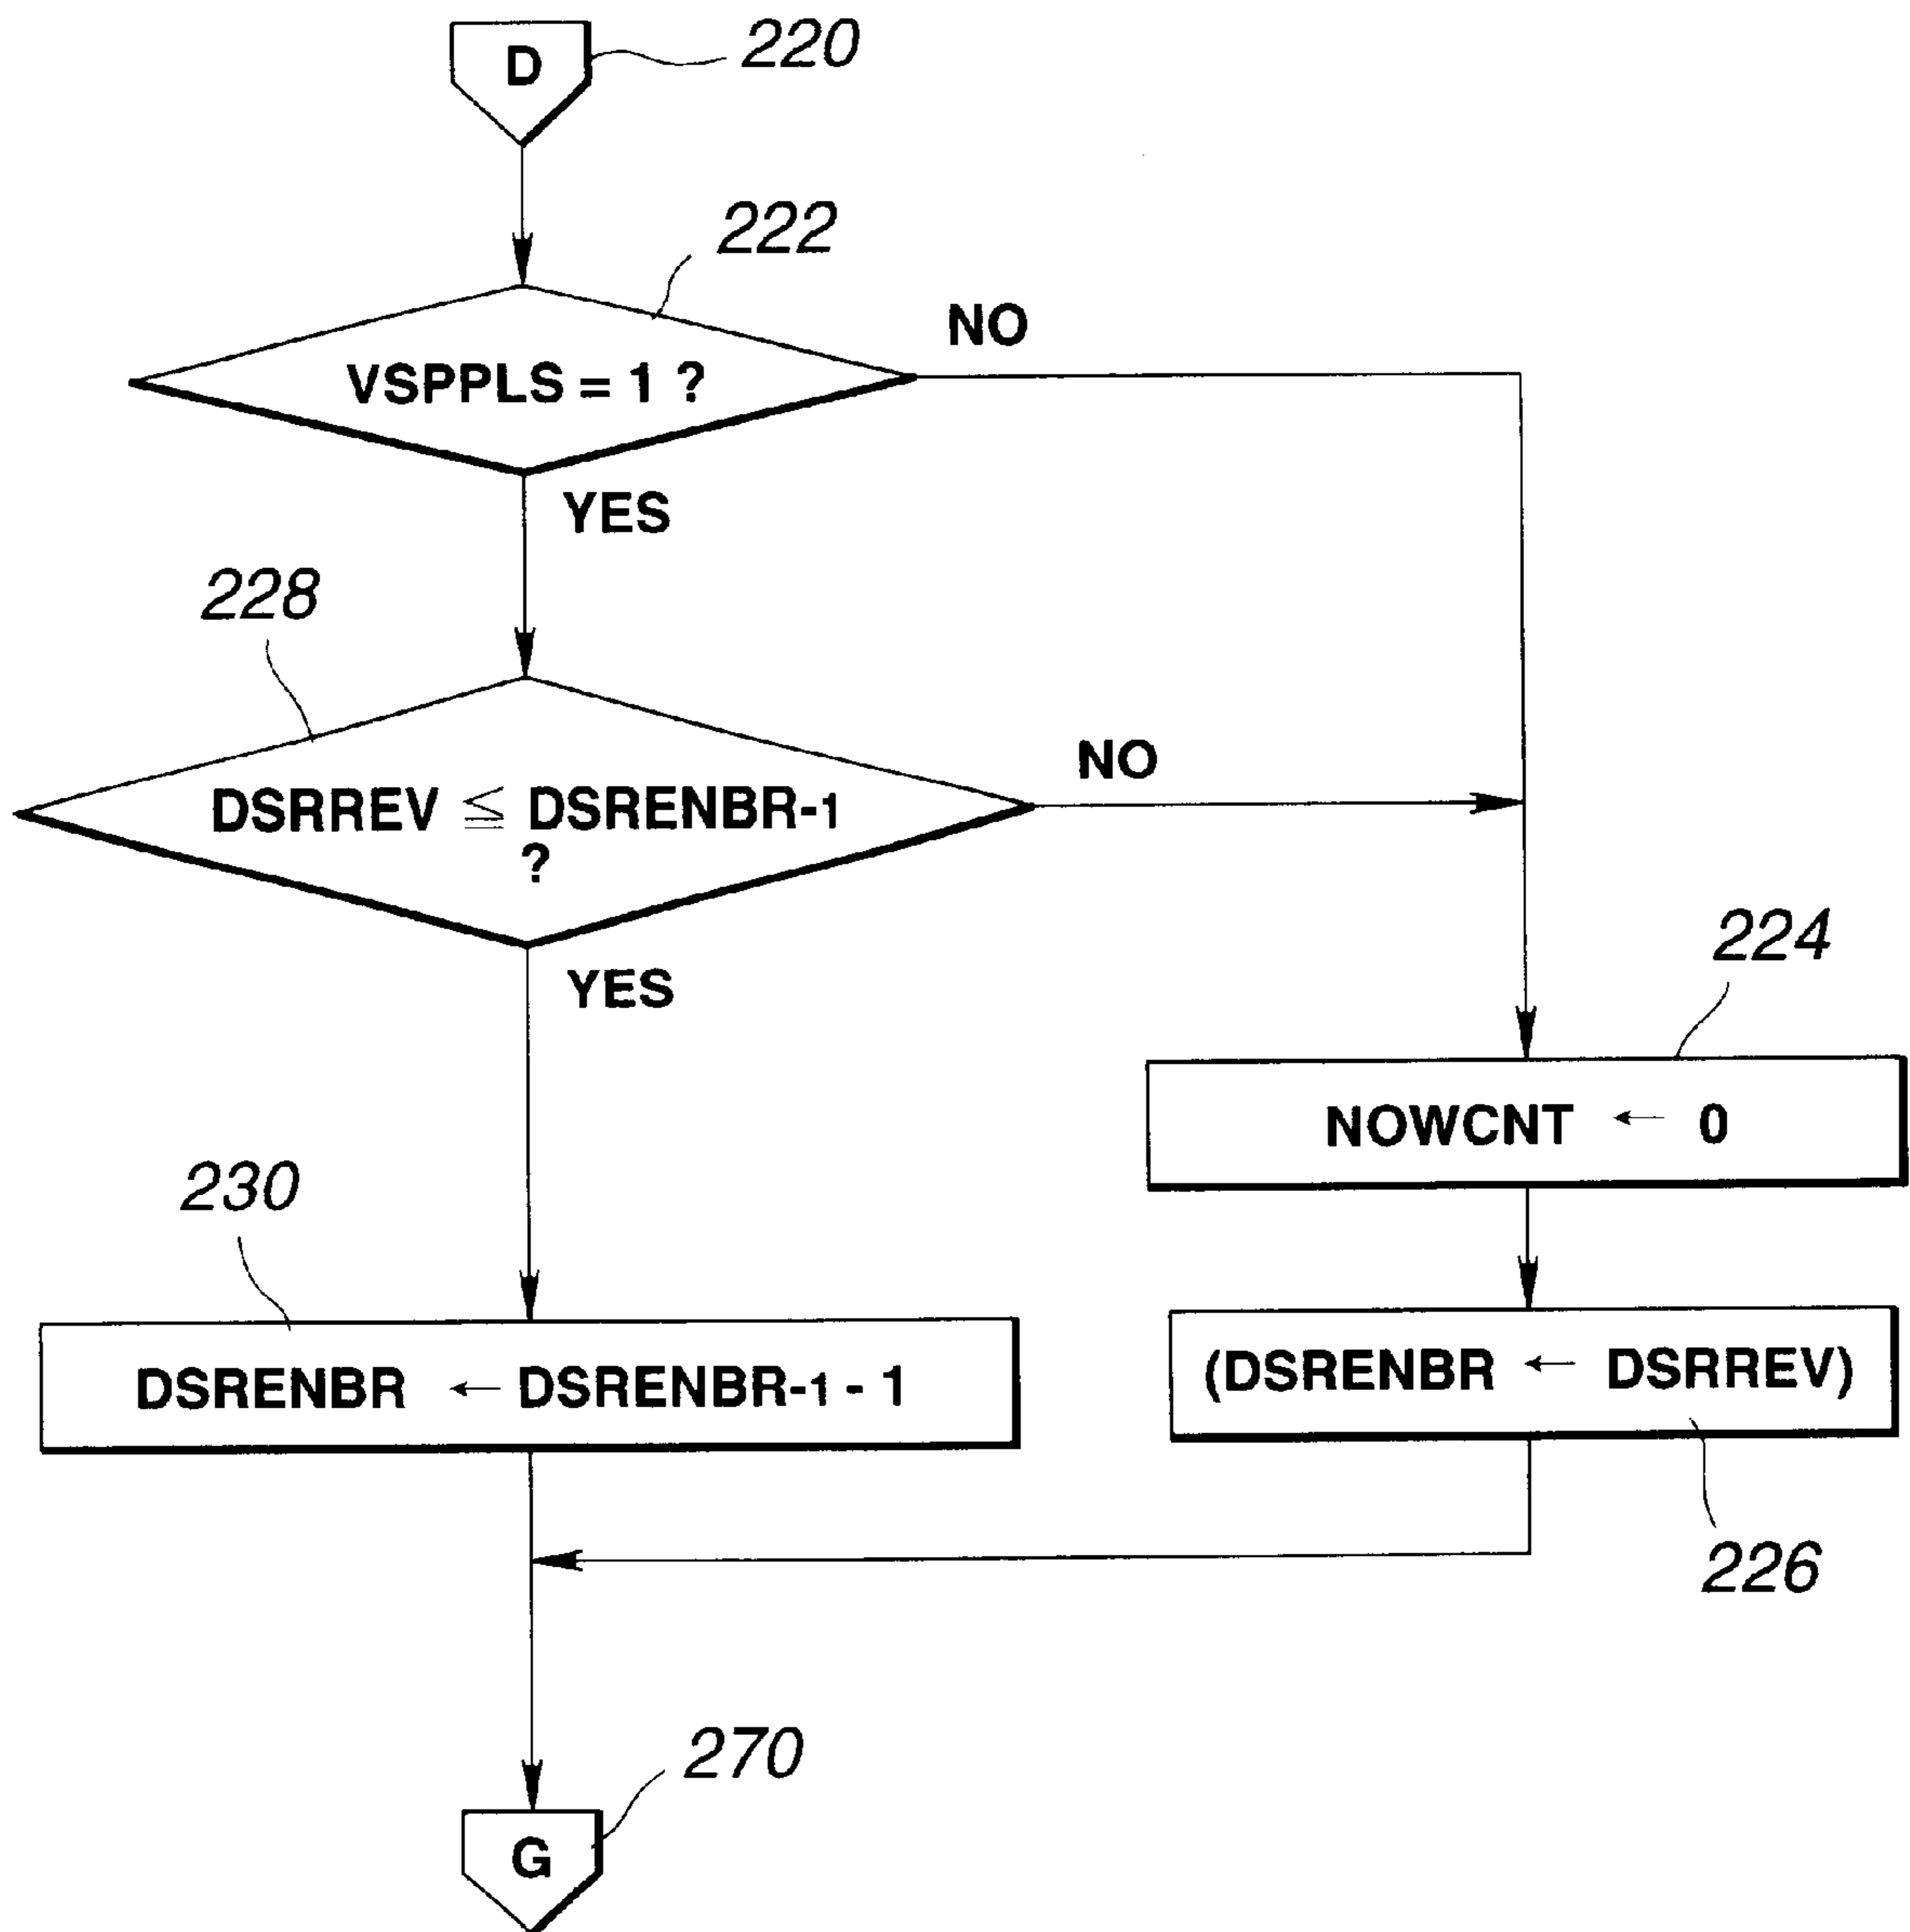 D
220
222
NO
VSPPLS = 1 ?
YES
228
NO
DSRREV ≦ DSRENBR-1
?
YES
224
NOWCNT ← 0
230
DSRENBR ← DSRENBR-1 - 1
(DSRENBR ← DSRREV)
226
270
G